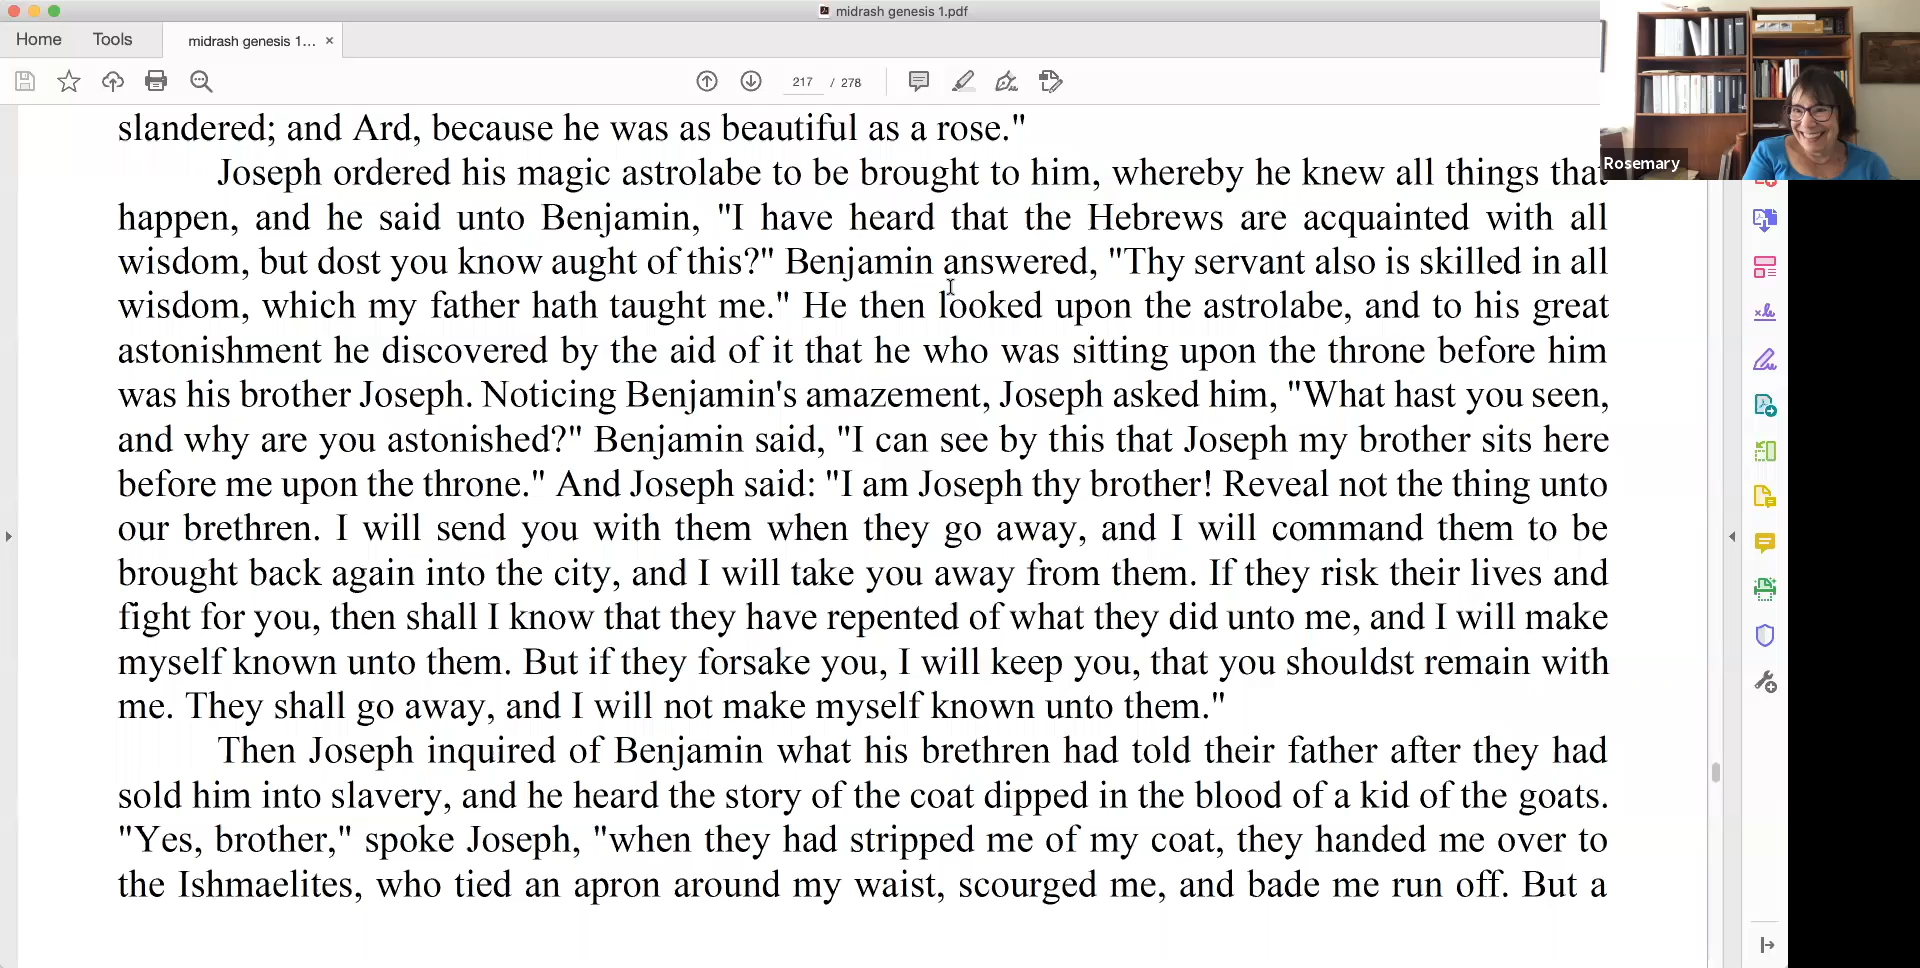 midrash genesis 1.pdf
Home
Tools
midrash genesis 1...
217 / 278
Rosemary
slandered; and Ard, because he was as beautiful as a rose."
Joseph ordered his magic astrolabe to be brought to him, whereby he knew all things that
happen, and he said unto Benjamin, "I have heard that the Hebrews are acquainted with all
wisdom, but dost you know aught of this?" Benjamin answered, "Thy servant also is skilled in all
wisdom, which my father hath taught me." He then looked upon the astrolabe, and to his great
astonishment he discovered by the aid of it that he who was sitting upon the throne before him
was his brother Joseph. Noticing Benjamin's amazement, Joseph asked him, "What hast you seen,
and why are you astonished?" Benjamin said, "I can see by this that Joseph my brother sits here
before me upon the throne." And Joseph said: "I am Joseph thy brother! Reveal not the thing unto
our brethren. I will send you with them when they go away, and I will command them to be
brought back again into the city, and I will take you away from them. If they risk their lives and
fight for you, then shall I know that they have repented of what they did unto me, and I will make
myself known unto them. But if they forsake you, I will keep you, that you shouldst remain with
me. They shall go away, and I will not make myself known unto them."
Then Joseph inquired of Benjamin what his brethren had told their father after they had
sold him into slavery, and he heard the story of the coat dipped in the blood of a kid of the goats.
"Yes, brother," spoke Joseph, "when they had stripped me of my coat, they handed me over to
the Ishmaelites, who tied an apron around my waist, scourged me, and bade me run off. But a